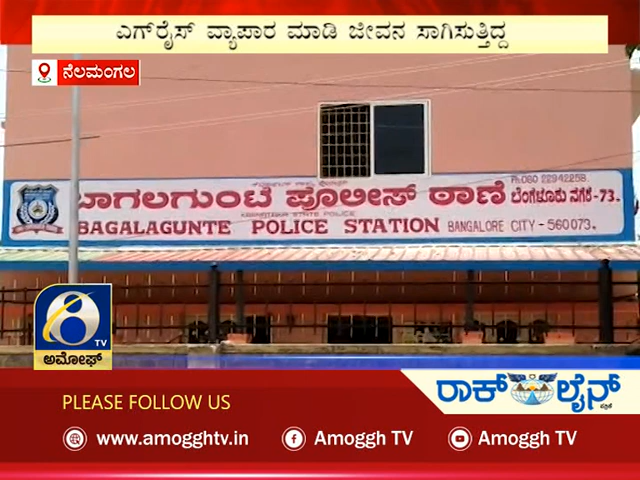 ಎಗ್‌ರೈಸ್ ವ್ಯಾಪಾರ ಮಾಡಿ ಜೀವನ ಸಾಗಿಸುತ್ತಿದ್ದ
ನೆಲಮಂಗಲ
Ph:080 22942258
ಬಾಗಲಗುಂಟೆ ಪೊಲೀಸ್ ಠಾಣೆ ಬೆಂಗಳೂರು ನಗರ-73.
KARNATAKA STATE POLICE
BAGALAGUNTE POLICE STATION BANGALORE CITY - 560073.
TV
ಅಮೋಘ್
ರಾಕ್ ಲೈನ್
PLEASE FOLLOW US
www.amogghtv.in Amoggh TV Amoggh TV